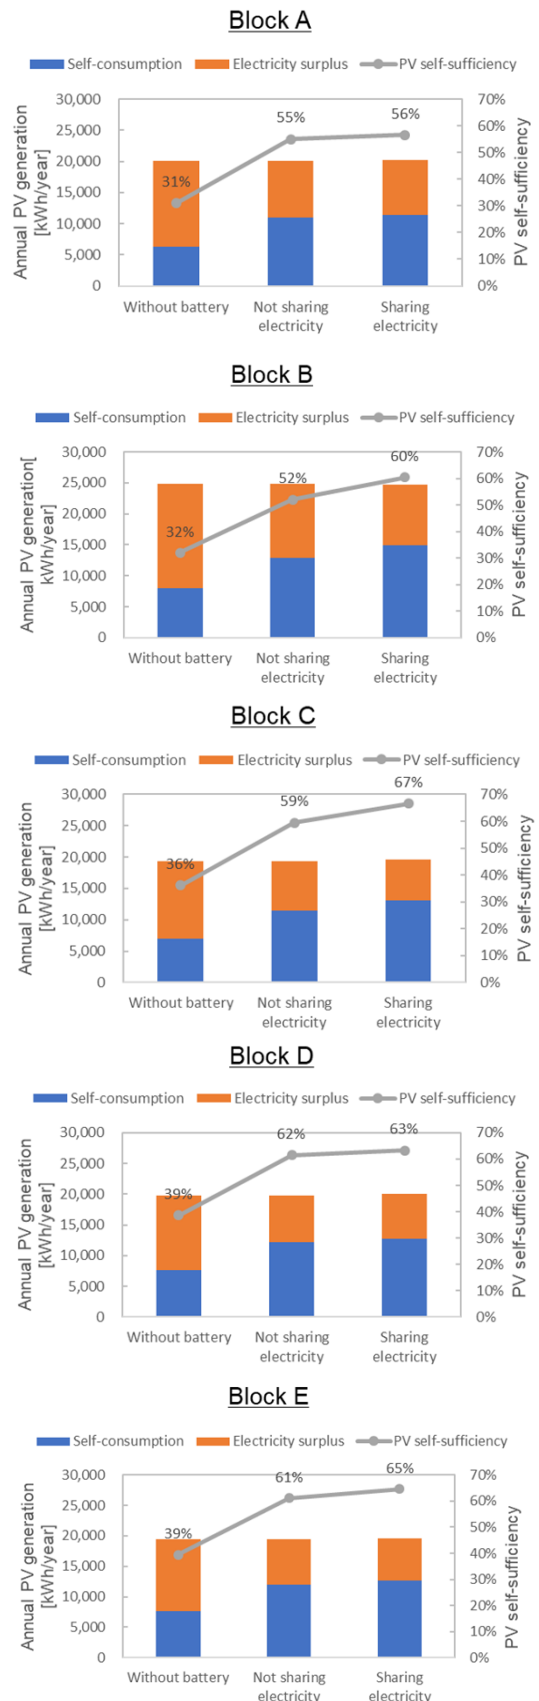 Block A
Self-consumption Electricity surplus PV self-sufficiency
Annual PV generation
[kWh/year]
30,000
25,000
20,000
15,000
10,000
5,000
0
31%
55%
56%
70%
60%
50%
40%
30%
20%
10%
0%
PV self-sufficiency
Without battery
Not sharing
electricity
Sharing
electricity
Block B
Self-consumption Electricity surplus PV self-sufficiency
Annual PV generation[
kWh/year]
30,000
25,000
20,000
15,000
10,000
5,000
0
32%
52%
60%
70%
60%
50%
40%
30%
20%
10%
0%
PV self-sufficiency
Without battery
Not sharing
electricity
Sharing
electricity
Block C
Self-consumption Electricity surplus PV self-sufficiency
Annual PV generation
[kWh/year]
30,000
25,000
20,000
15,000
10,000
5,000
0
36%
59%
67%
70%
60%
50%
40%
30%
20%
10%
0%
PV self-sufficiency
Without battery
Not sharing
electricity
Sharing
electricity
Block D
Self-consumption Electricity surplus PV self-sufficiency
Annual PV generation
[kWh/year]
30,000
25,000
20,000
15,000
10,000
5,000
0
39%
62%
63%
70%
60%
50%
40%
30%
20%
10%
0%
PV self-sufficiency
Without battery
Not sharing
electricity
Sharing
electricity
Block E
Self-consumption Electricity surplus PV self-sufficiency
Annual PV generation
[kWh/year]
30,000
25,000
20,000
15,000
10,000
5,000
0
39%
61%
65%
70%
60%
50%
40%
30%
20%
10%
0%
PV self-sufficiency
Without battery
Not sharing
electricity
Sharing
electricity